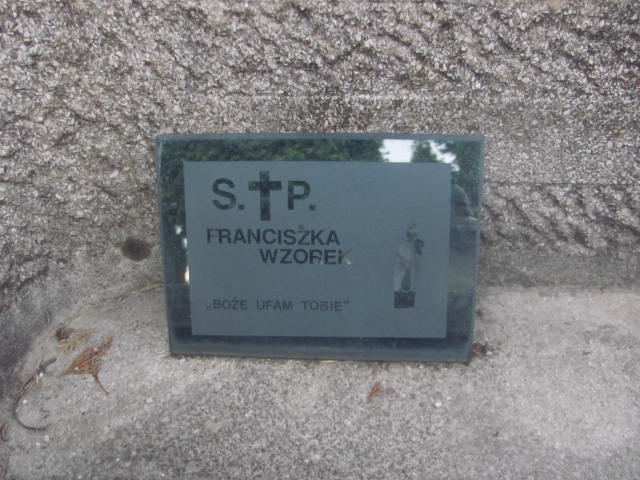 S.✝P.
FRANCISZKA
WZOREK
„BOŻE UFAM TOBIE"